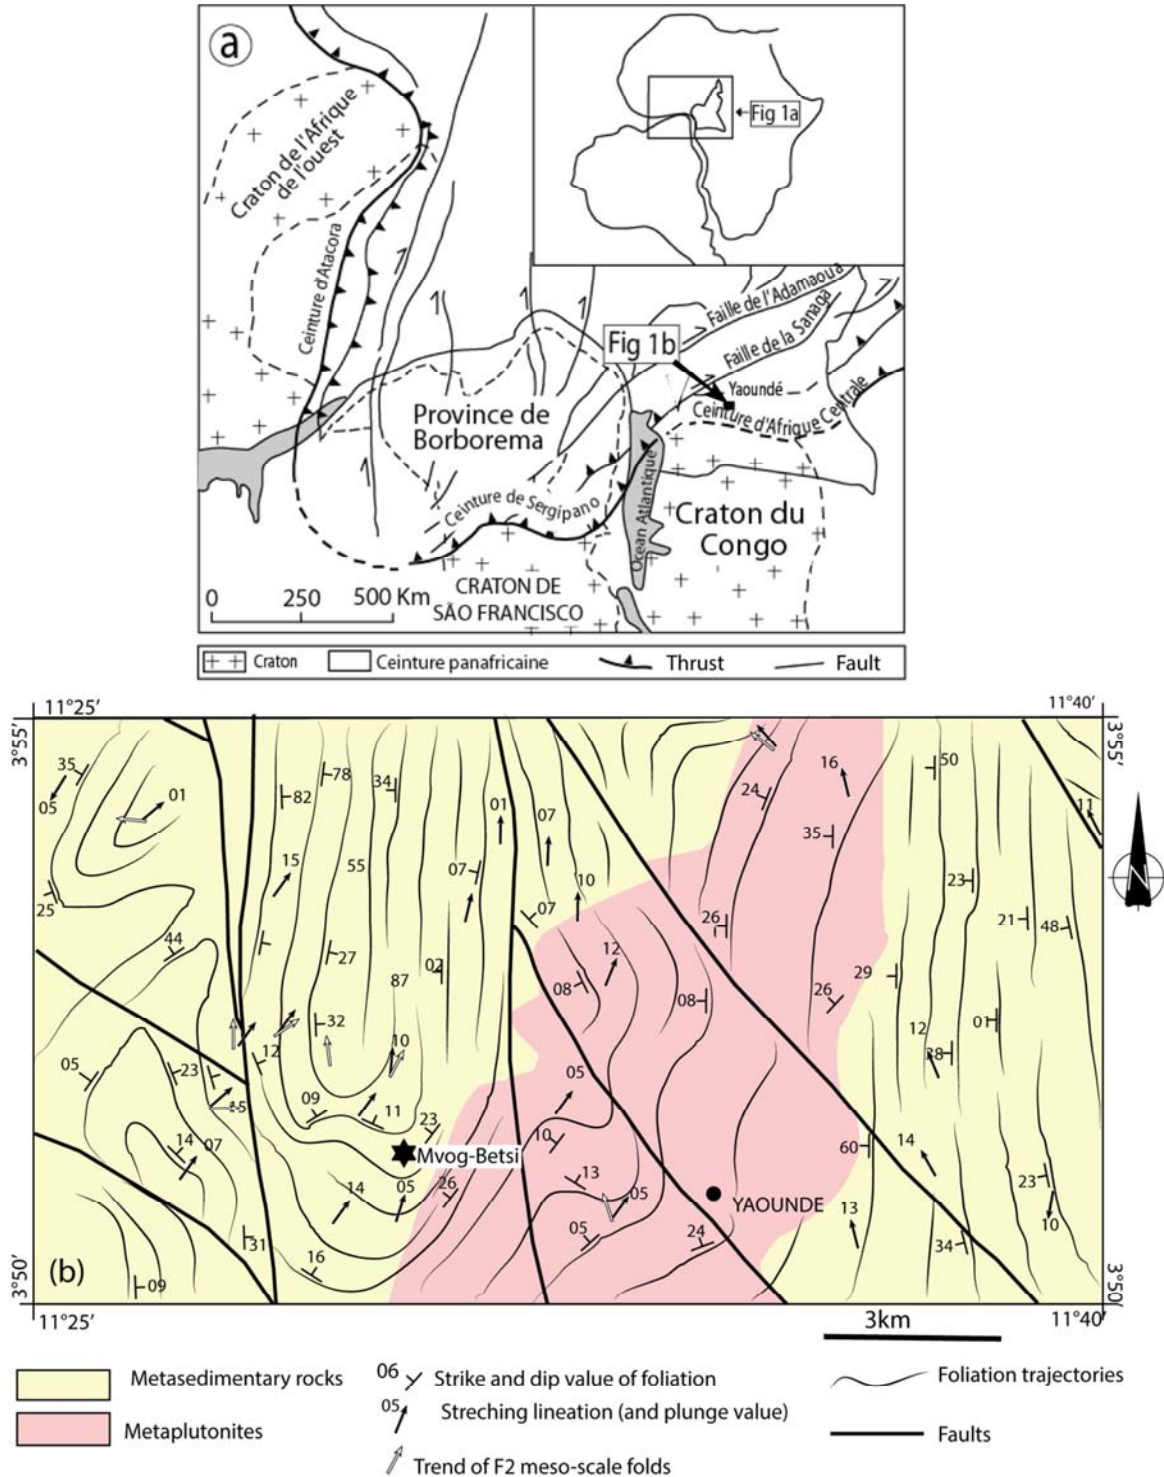 a
Craton de l'Afrique
de l'ouest
Ceinture d'Atacora
Fig 1a
Faille de l'Adamaoua
Faille de la Sanaga
Fig 1b
Yaoundé
Ceinture d'Afrique Centrale
Province de
Borborema
Ceinture de Sergipano
Ocean Atlantique
Craton du
Congo
CRATON DE
SÃO FRANCISCO
0 250 500 Km
Craton Ceinture panafricaine Thrust Fault
11°25' 11°40'
3°55' 3°55'
35 05 01 25 44
82 78 34 55 15 01 07 07 10
24 16 35 50 11
27 87 02 07 12 26 23 21 48
08 08 26 29 01
32 10 12 12 28
05 23 15 09 11 23 05
14 07 10 60 14
Mvog-Betsi
14 05 26 13 05 YAOUNDE 13 23 10
31 16 05 24 34
09
(b)
N
3°50' 3°50'
11°25' 11°40'
3km
Metasedimentary rocks
Metaplutonites
06 Strike and dip value of foliation
05 Streching lineation (and plunge value)
Trend of F2 meso-scale folds
Foliation trajectories
Faults